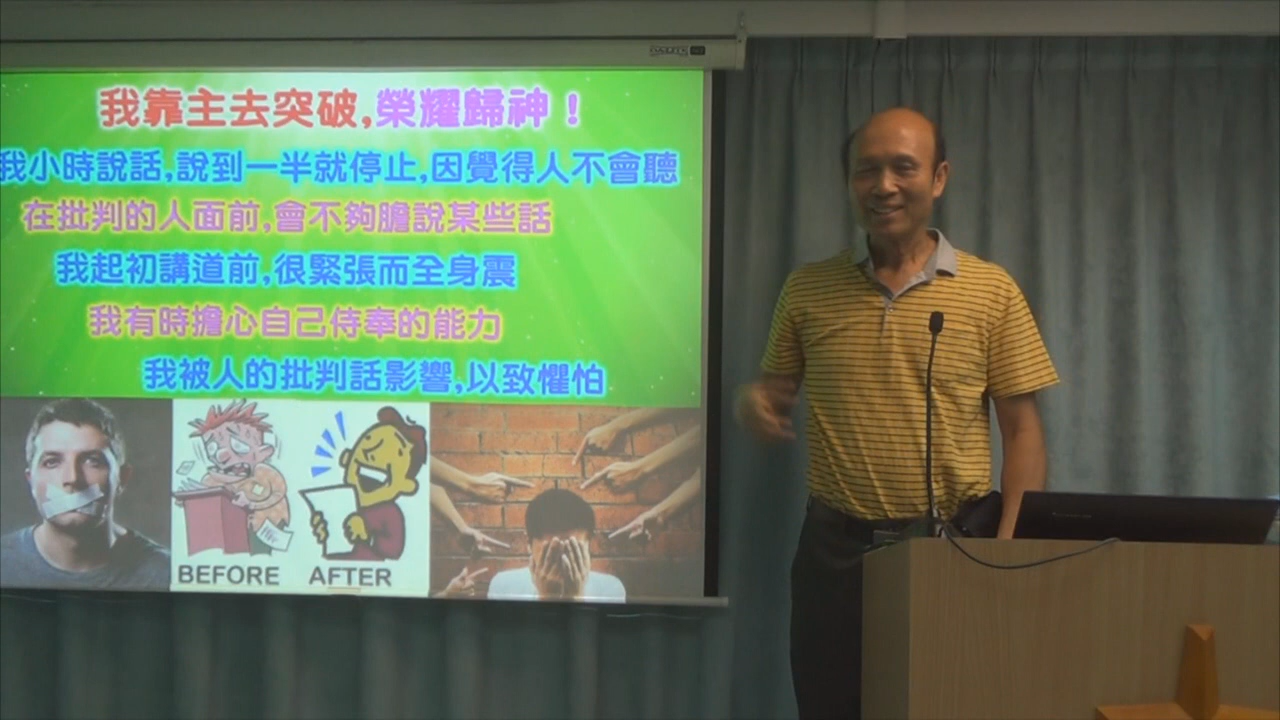 我靠主去突破,榮耀歸神！
我小時說話,說到一半就停止,因覺得人不會聽
在批判的人面前,會不夠膽說某些話
我起初講道前,很緊張而全身震
我有時擔心自己侍奉的能力
我被人的批判話影響,以致懼怕
BEFORE AFTER